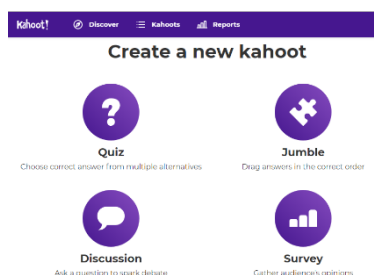 Kahoot! Discover Kahoots Reports
Create a new kahoot
Quiz Jumble
Choose correct answer from multiple alternatives Drag answers in the correct order
Discussion Survey
Ask a question to spark debate Gather audience's opinions